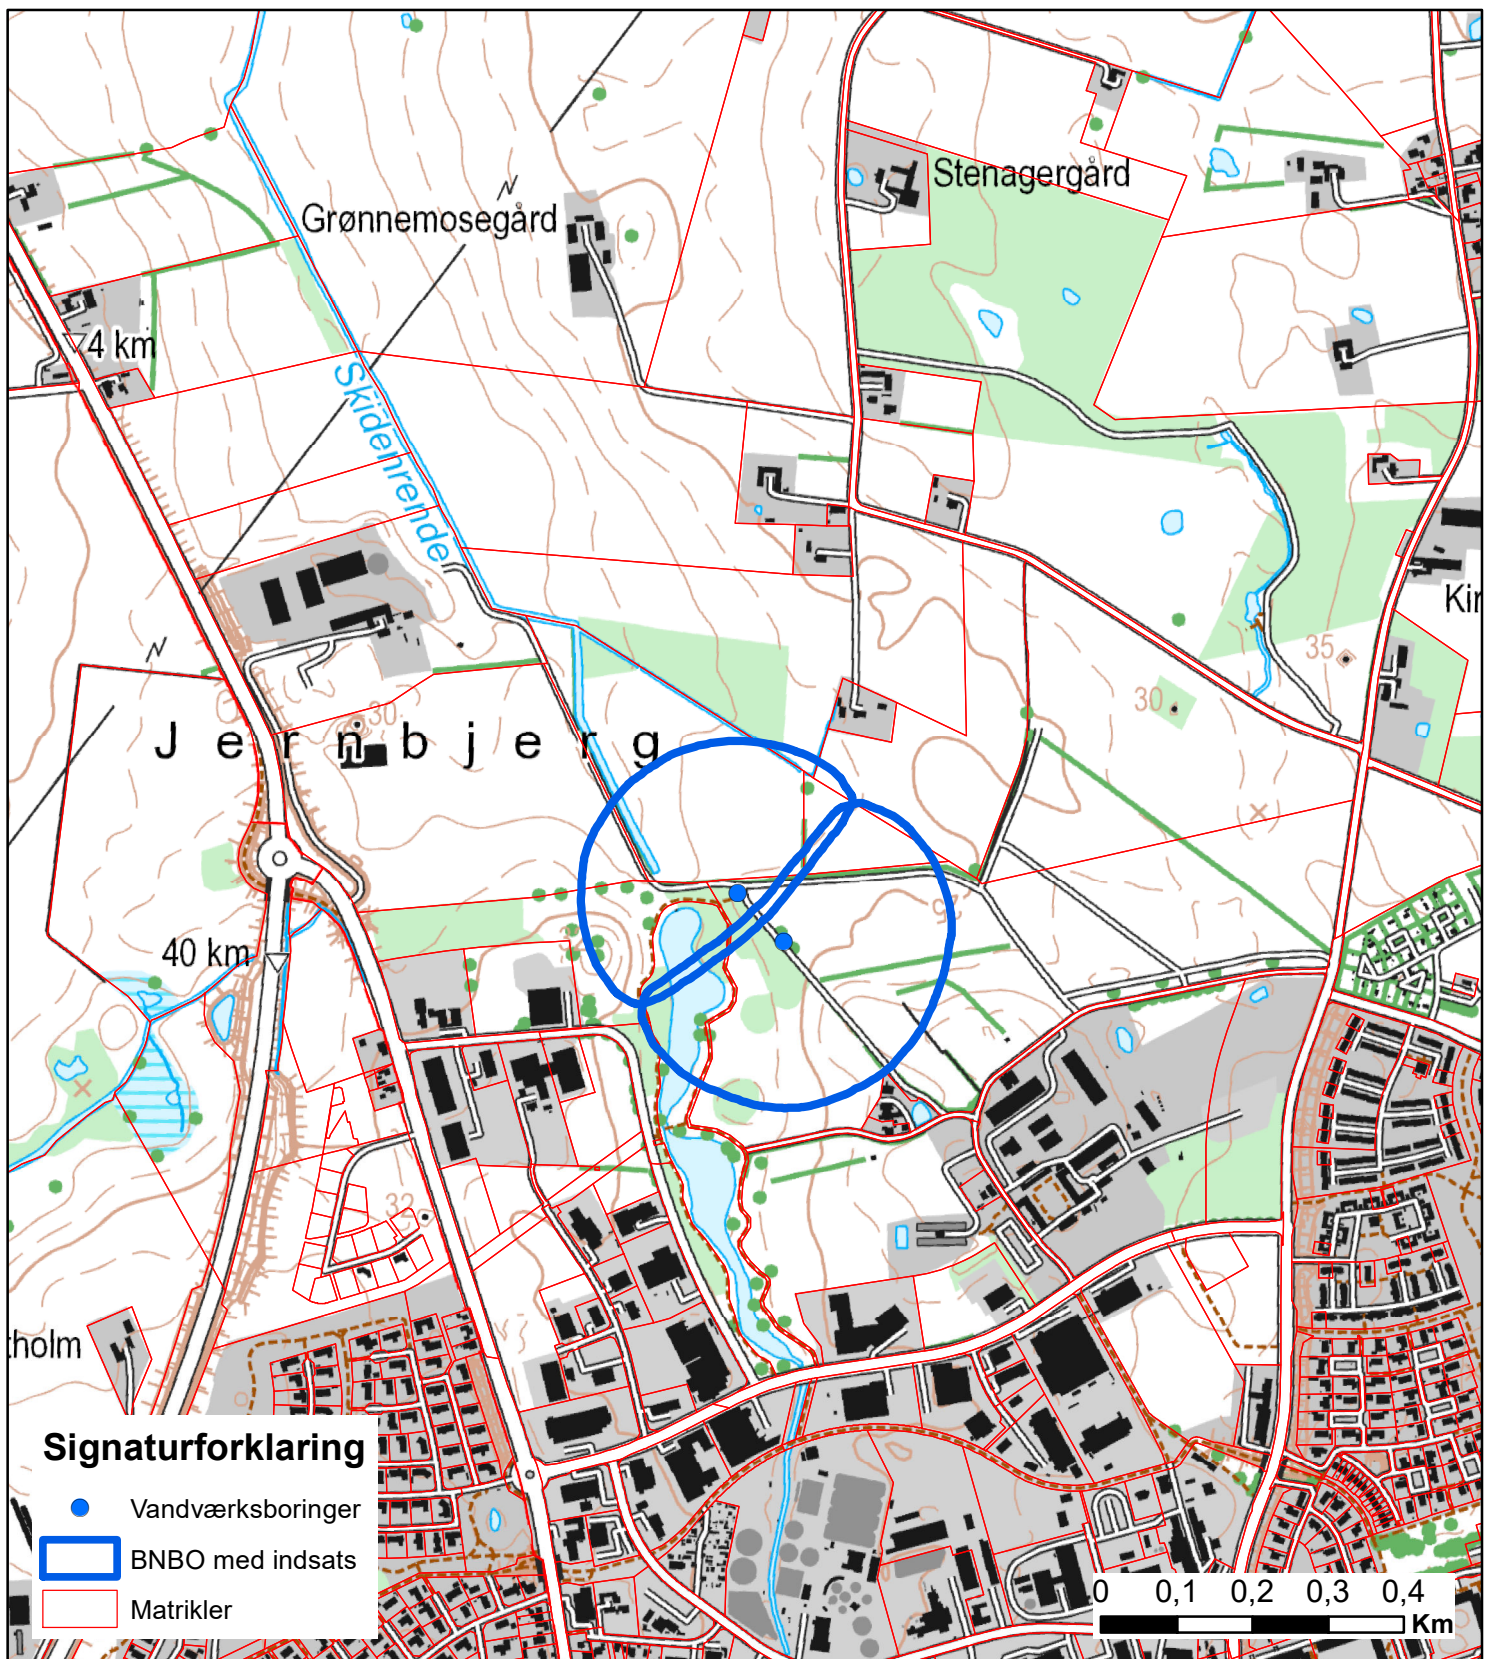 Stenagergård
Grønnemosegård
4 km
Skidenrende
Kir
35
30
30
Jernbjerg
25
40 km
32
tholm
Signaturforklaring
Vandværksboringer
BNBO med indsats
Matrikler
0 0,1 0,2 0,3 0,4
Km